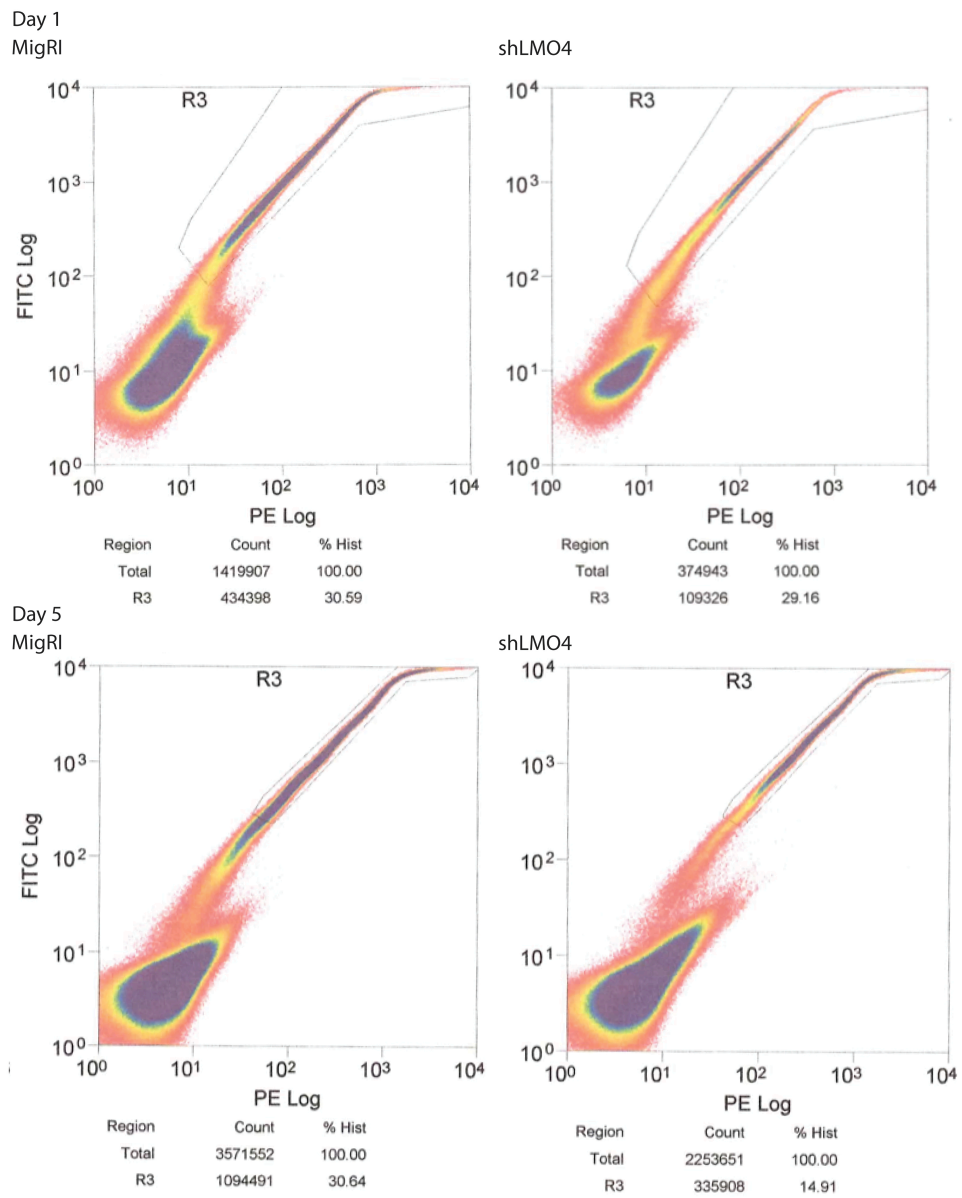 Day 1
MigRI
shLMO4
R3
10⁴
10³
10²
10¹
10⁰
FITC Log
10⁰ 10¹ 10² 10³ 10⁴
PE Log
Region Count % Hist
Total 1419907 100.00
R3 434398 30.59
R3
10⁴
10³
10²
10¹
10⁰
10⁰ 10¹ 10² 10³ 10⁴
PE Log
Region Count % Hist
Total 374943 100.00
R3 109326 29.16
Day 5
MigRI
shLMO4
R3
10⁴
10³
10²
10¹
10⁰
FITC Log
10⁰ 10¹ 10² 10³ 10⁴
PE Log
Region Count % Hist
Total 3571552 100.00
R3 1094491 30.64
R3
10⁴
10³
10²
10¹
10⁰
10⁰ 10¹ 10² 10³ 10⁴
PE Log
Region Count % Hist
Total 2253651 100.00
R3 335908 14.91